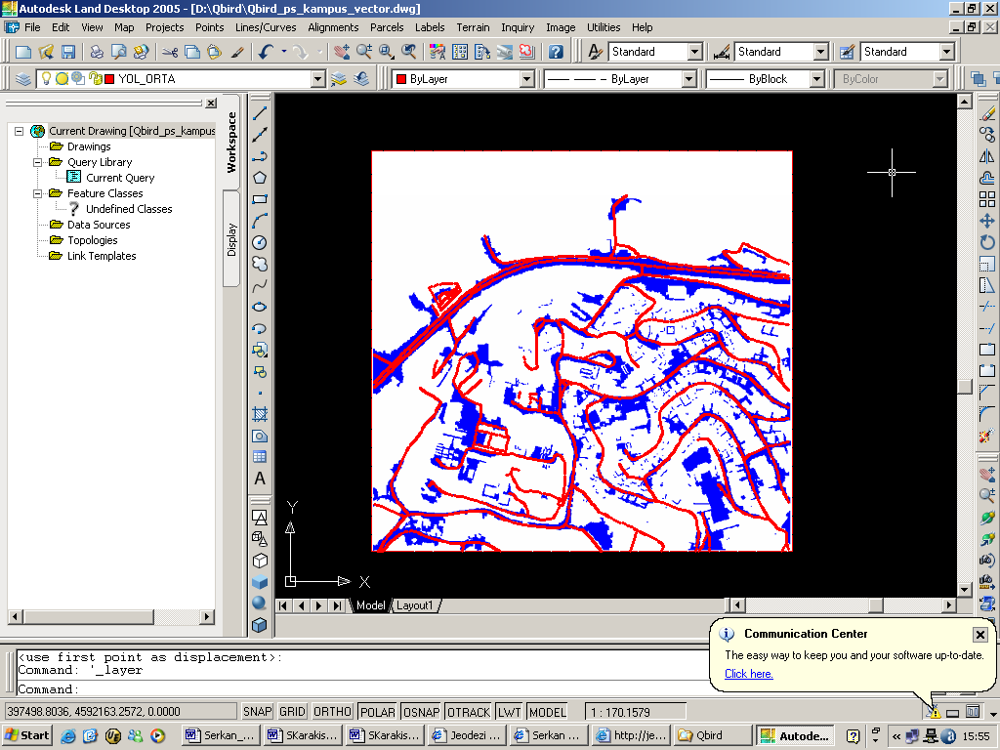 Autodesk Land Desktop 2005 - [D:\Qbird\Qbird_ps_kampus_vector.dwg]
File Edit View Map Projects Points Lines/Curves Alignments Parcels Labels Terrain Inquiry Image Utilities Help
Standard Standard Standard
YOL_ORTA ByLayer ByLayer ByBlock ByColor
Workspace
Display
Current Drawing [Qbird_ps_kampus
Drawings
Query Library
Current Query
Feature Classes
Undefined Classes
Data Sources
Topologies
Link Templates
Y
X
Model Layout1
Communication Center
The easy way to keep you and your software up-to-date.
Click here.
<use first point as displacement>:
Command: '_layer
Command:
397498.8036, 4592163.2572, 0.0000 SNAP GRID ORTHO POLAR OSNAP OTRACK LWT MODEL 1 : 170.1579
Start Serkan_... SKarakis... SKarakis... Jeodezi ... Serkan ... http://je... Qbird Autode... 15:55